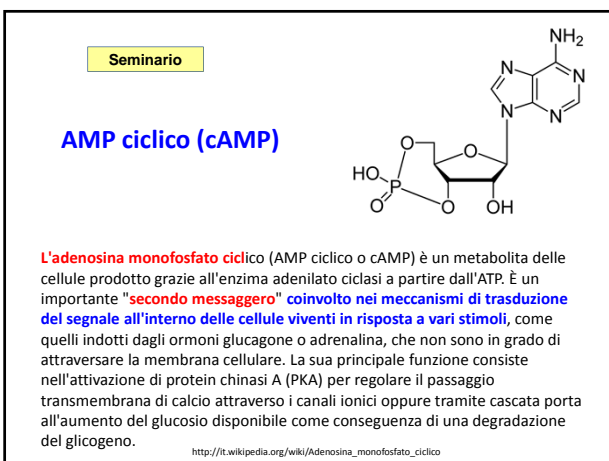 Seminario
AMP ciclico (cAMP)
NH2
N
N
N
N
O
O
HO
P
O
O
OH
L'adenosina monofosfato ciclico (AMP ciclico o cAMP) è un metabolita delle
cellule prodotto grazie all'enzima adenilato ciclasi a partire dall'ATP. È un
importante "secondo messaggero" coinvolto nei meccanismi di trasduzione
del segnale all'interno delle cellule viventi in risposta a vari stimoli, come
quelli indotti dagli ormoni glucagone o adrenalina, che non sono in grado di
attraversare la membrana cellulare. La sua principale funzione consiste
nell'attivazione di protein chinasi A (PKA) per regolare il passaggio
transmembrana di calcio attraverso i canali ionici oppure tramite cascata porta
all'aumento del glucosio disponibile come conseguenza di una degradazione
del glicogeno.
http://it.wikipedia.org/wiki/Adenosina_monofosfato_ciclico